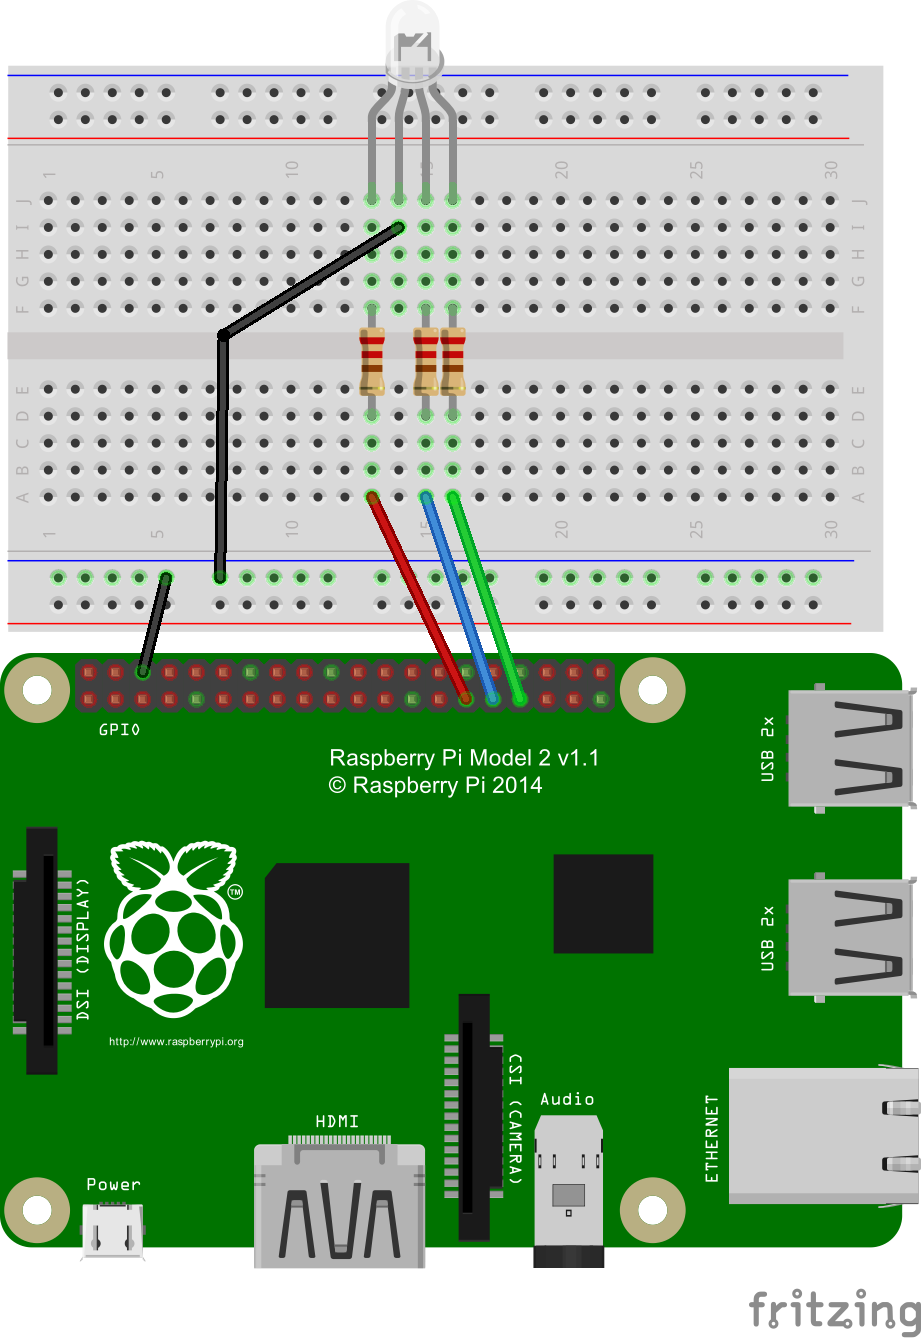 1 5 10 15 20 25 30
J J
I I
H H
G G
F F
E E
D D
C C
B B
A A
1 5 10 15 20 25 30
GPIO
Raspberry Pi Model 2 v1.1
© Raspberry Pi 2014
USB 2x
TM
DSI (DISPLAY)
USB 2x
http://www.raspberrypi.org
CSI (CAMERA)
Audio
ETHERNET
HDMI
Power
fritzing